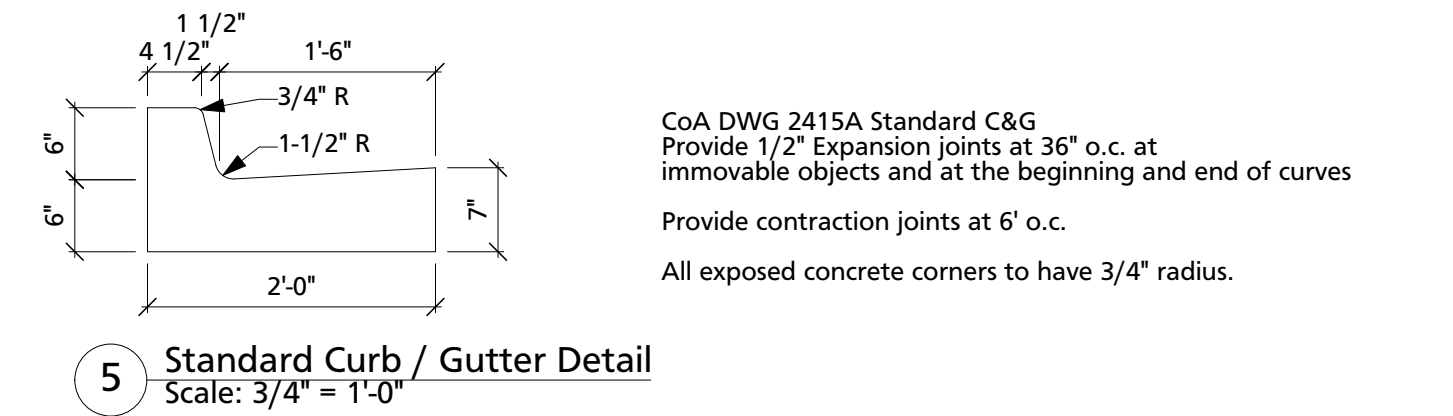 1 1/2"
4 1/2"
1'-6"
3/4" R
1-1/2" R
6"
6"
7"
2'-0"
CoA DWG 2415A Standard C&G
Provide 1/2" Expansion joints at 36" o.c. at
immovable objects and at the beginning and end of curves
Provide contraction joints at 6' o.c.
All exposed concrete corners to have 3/4" radius.
5
Standard Curb / Gutter Detail
Scale: 3/4" = 1'-0"